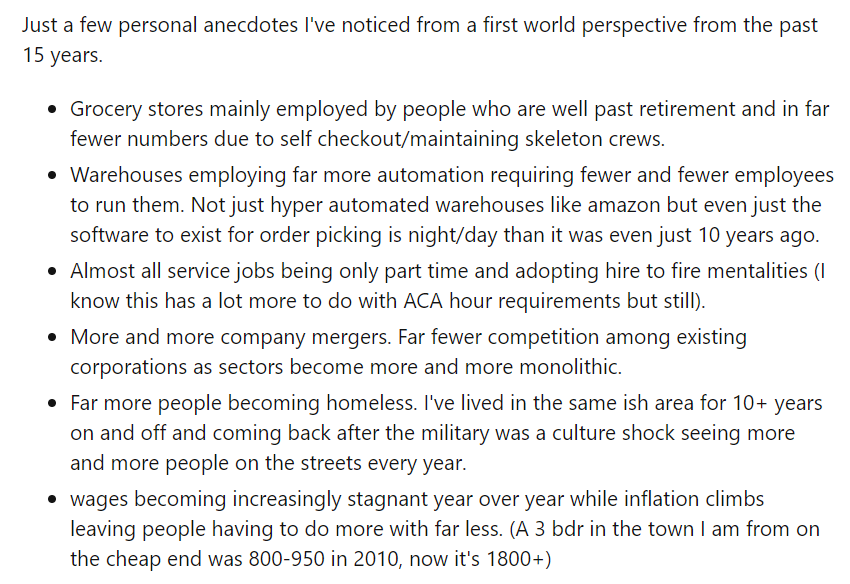 Just a few personal anecdotes I've noticed from a first world perspective from the past
15 years.
• Grocery stores mainly employed by people who are well past retirement and in far
fewer numbers due to self checkout/maintaining skeleton crews.
• Warehouses employing far more automation requiring fewer and fewer employees
to run them. Not just hyper automated warehouses like amazon but even just the
software to exist for order picking is night/day than it was even just 10 years ago.
• Almost all service jobs being only part time and adopting hire to fire mentalities (I
know this has a lot more to do with ACA hour requirements but still).
• More and more company mergers. Far fewer competition among existing
corporations as sectors become more and more monolithic.
• Far more people becoming homeless. I've lived in the same ish area for 10+ years
on and off and coming back after the military was a culture shock seeing more
and more people on the streets every year.
• wages becoming increasingly stagnant year over year while inflation climbs
leaving people having to do more with far less. (A 3 bdr in the town I am from on
the cheap end was 800-950 in 2010, now it's 1800+)